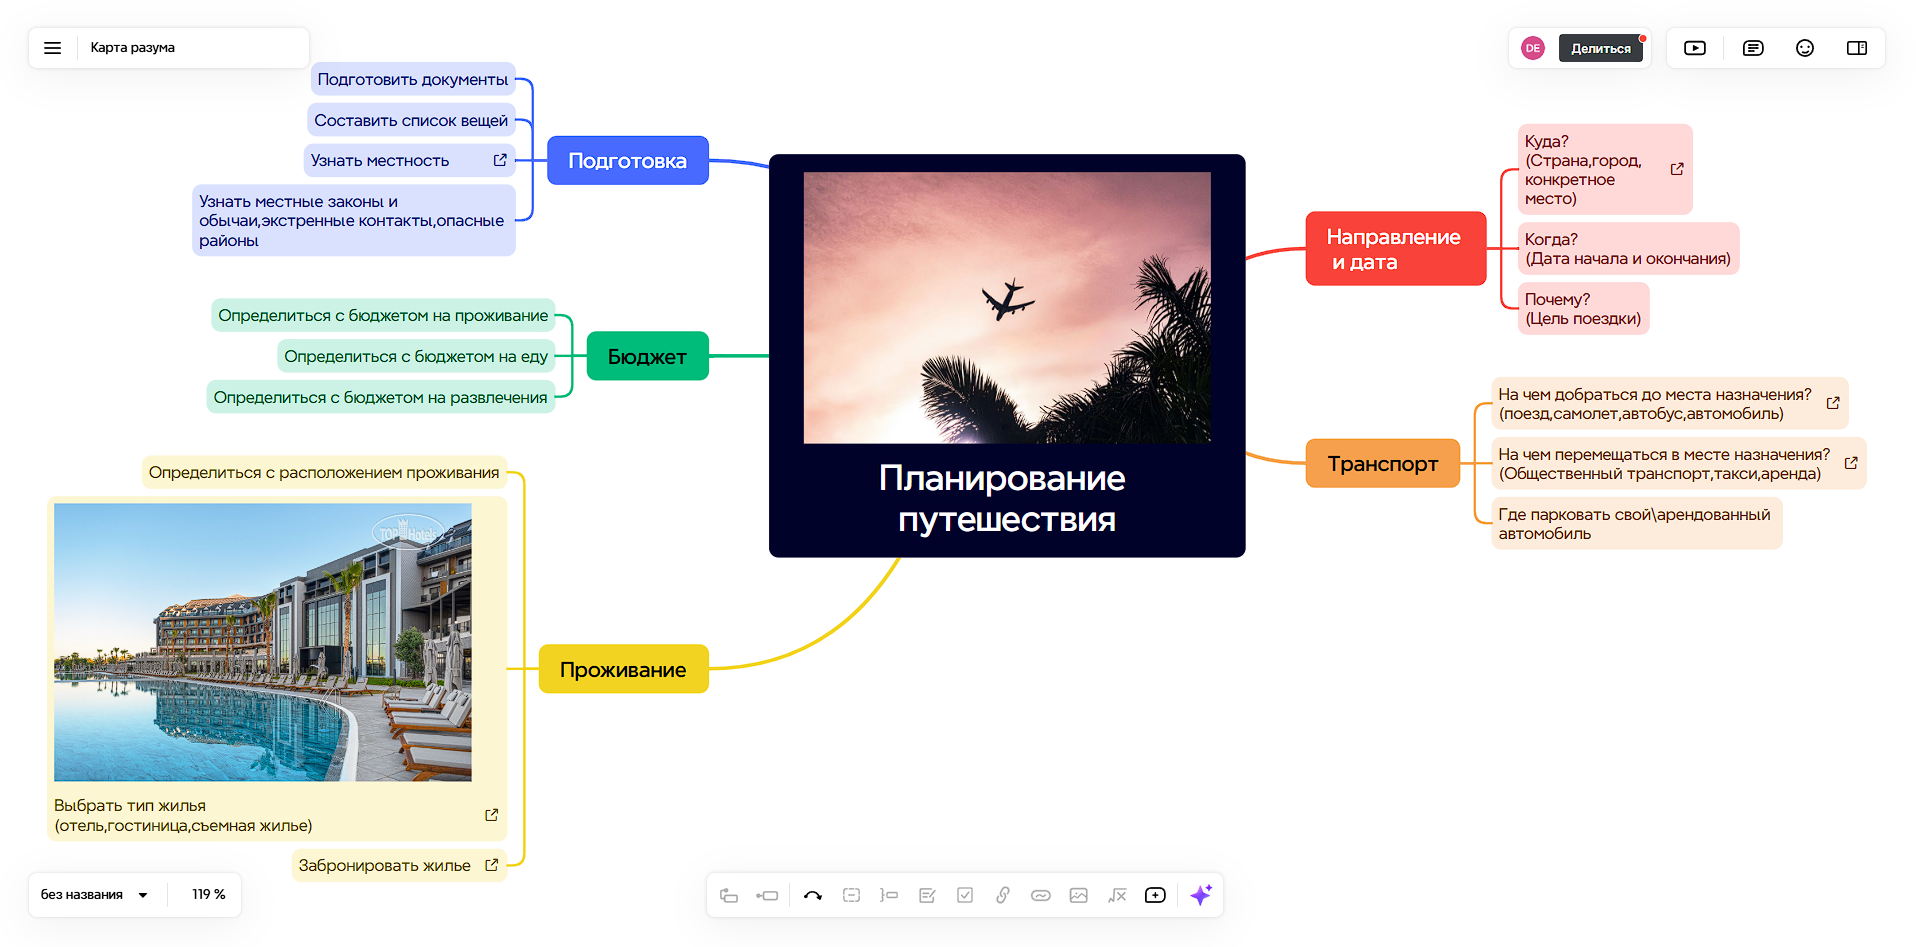 Карта разума
DE
Делиться
Подготовить документы
Составить список вещей
Узнать местность
Узнать местные законы и
обычаи,экстренные контакты,опасные
районы
Подготовка
Определиться с бюджетом на проживание
Определиться с бюджетом на еду
Определиться с бюджетом на развлечения
Бюджет
Определиться с расположением проживания
TOP Hotels
Выбрать тип жилья
(отель,гостиница,съемная жилье)
Забронировать жилье
Проживание
Планирование
путешествия
Направление
и дата
Куда?
(Страна,город,
конкретное
место)
Когда?
(Дата начала и окончания)
Почему?
(Цель поездки)
Транспорт
На чем добраться до места назначения?
(поезд,самолет,автобус,автомобиль)
На чем перемещаться в месте назначения?
(Общественный транспорт,такси,аренда)
Где парковать свой\арендованный
автомобиль
без названия
119 %